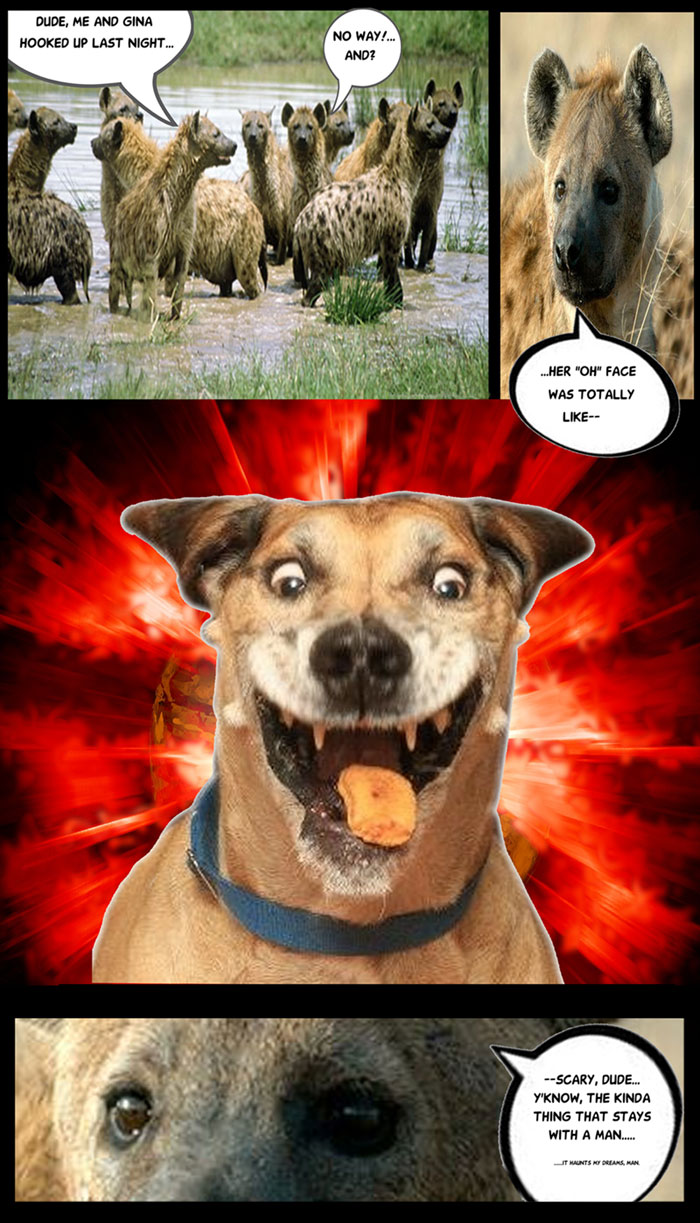 DUDE, ME AND GINA
HOOKED UP LAST NIGHT...
NO WAY!...
AND?
...HER "OH" FACE
WAS TOTALLY
LIKE--
--SCARY, DUDE...
Y'KNOW, THE KINDA
THING THAT STAYS
WITH A MAN.....
.....IT HAUNTS MY DREAMS, MAN.